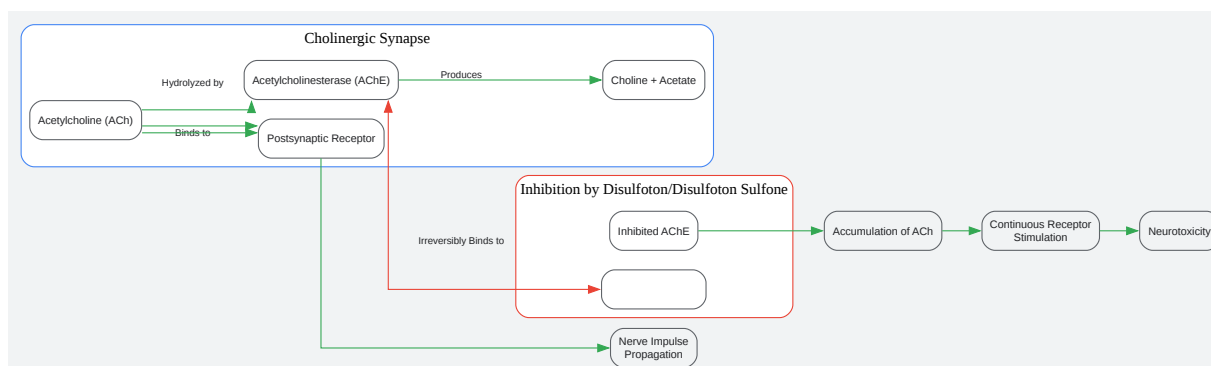 Cholinergic Synapse
Hydrolyzed by
Acetylcholinesterase (AChE)
Produces
Choline + Acetate
Acetylcholine (ACh)
Binds to
Postsynaptic Receptor
Inhibition by Disulfoton/Disulfoton Sulfone
Irreversibly Binds to
Inhibited AChE
Accumulation of ACh
Continuous Receptor
Stimulation
Neurotoxicity
Nerve Impulse
Propagation